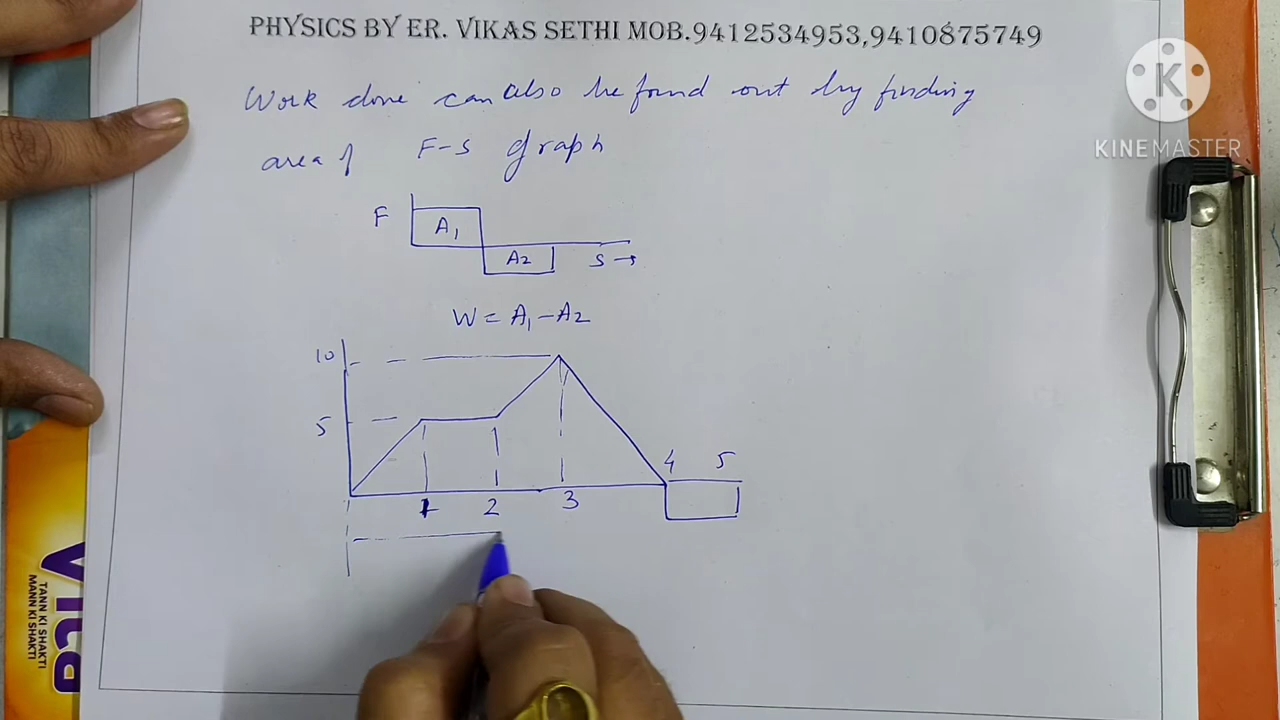 PHYSICS BY ER. VIKAS SETHI MOB.9412534953,9410875749
K
KINEMASTER
Work done can also be found out by finding
area of F-S graph
F
A1
A2
S →
W = A1 - A2
10
5
4 5
1 2 3
Vita
TANN KI SHAKTI
MANN KI SHAKTI